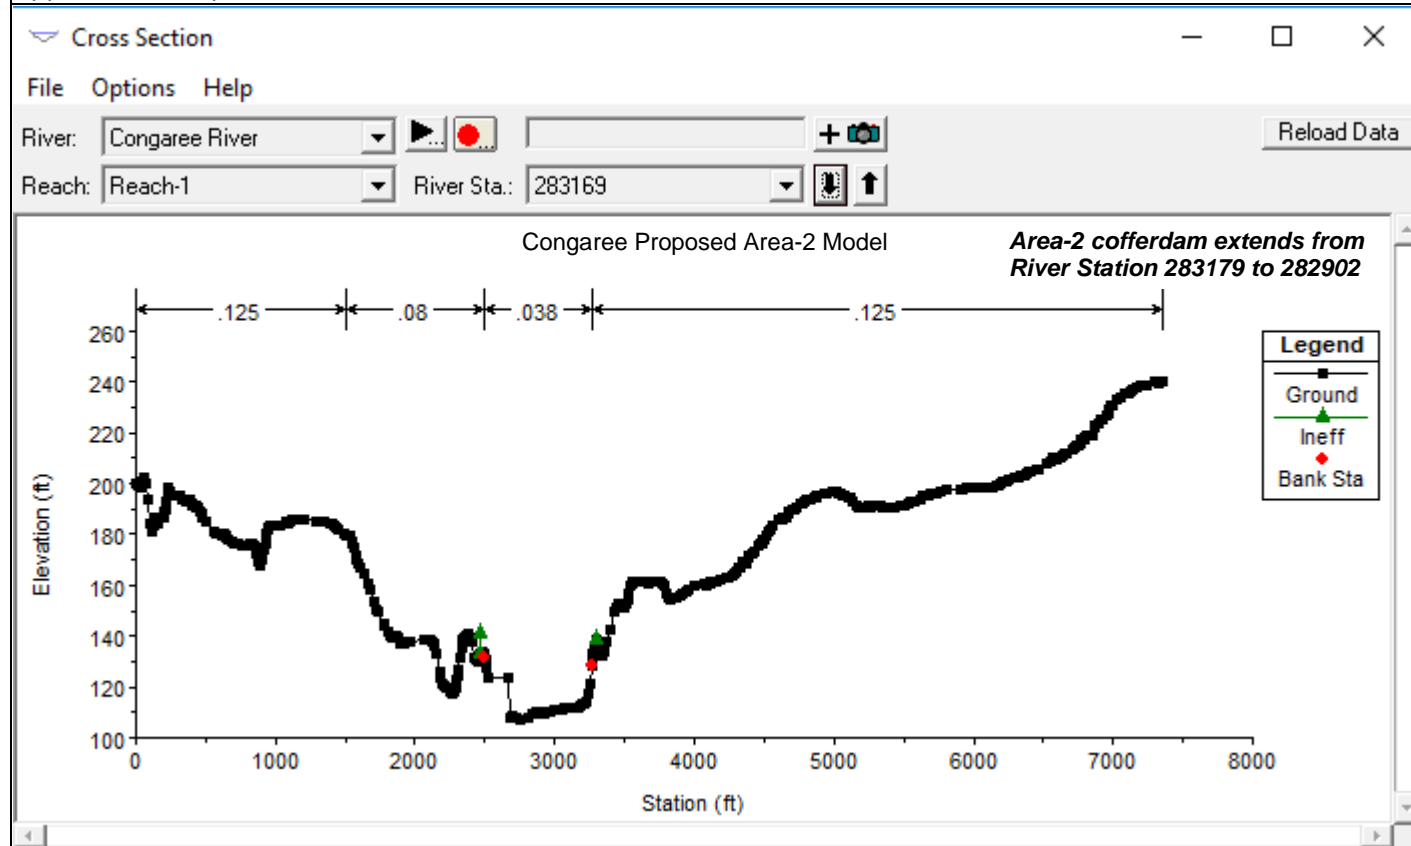 Cross Section
File Options Help
River: Congaree River
Reload Data
Reach: Reach-1 River Sta.: 283169
Congaree Proposed Area-2 Model
Area-2 cofferdam extends from
River Station 283179 to 282902
.125 .08 .038 .125
260
240
220
200
180
160
140
120
100
Elevation (ft)
0 1000 2000 3000 4000 5000 6000 7000 8000
Station (ft)
Legend
Ground
Ineff
Bank Sta